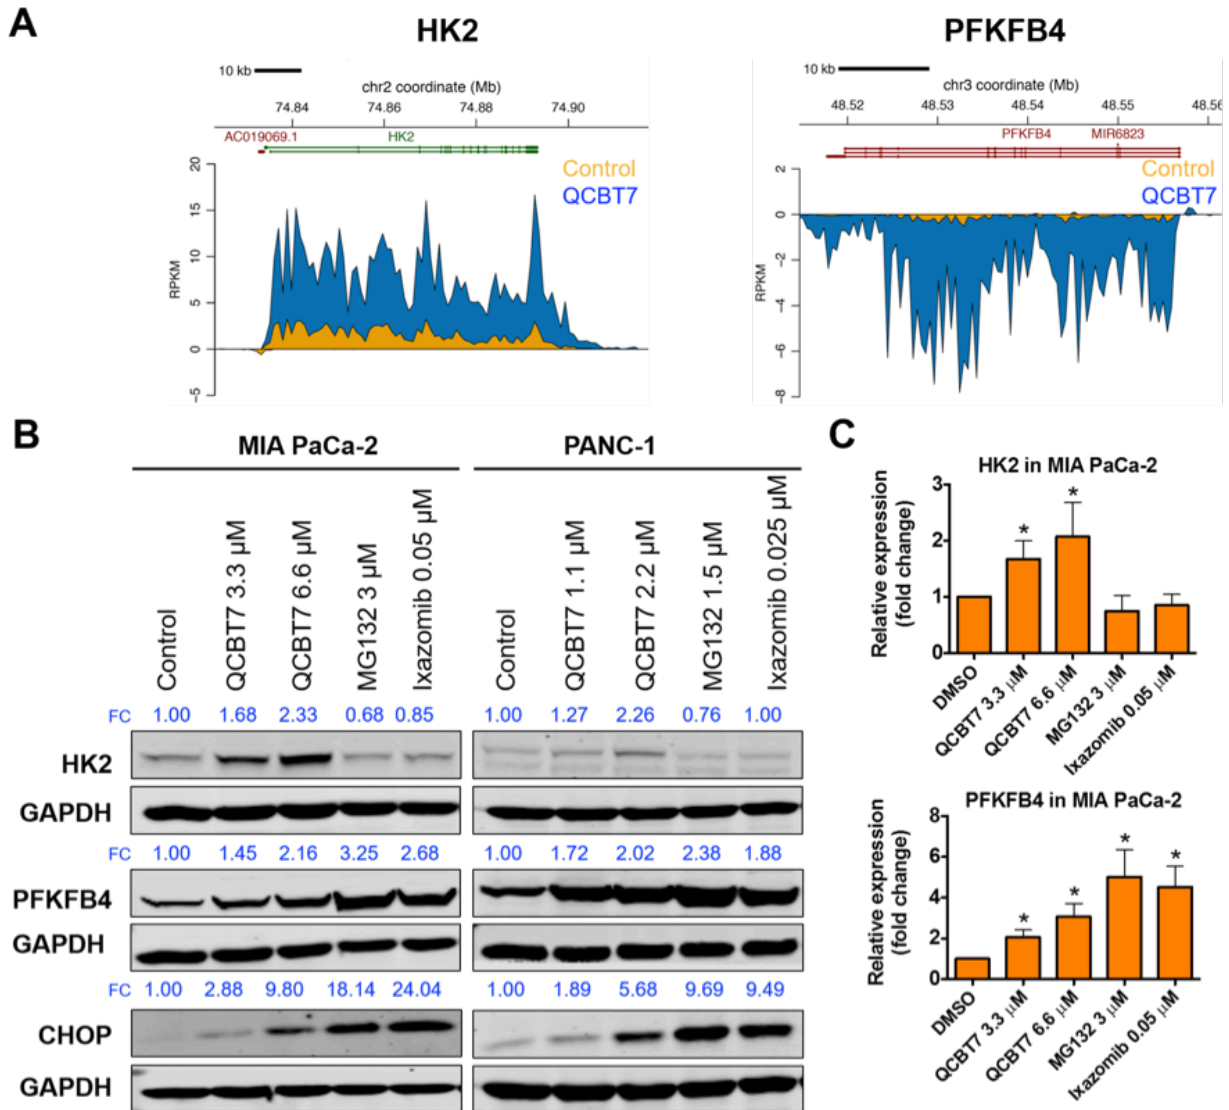 A
HK2
PFKFB4
10 kb
chr2 coordinate (Mb)
74.84 74.86 74.88 74.90
AC019069.1 HK2
Control
QCBT7
RPKM
20
15
10
5
0
−5
10 kb
chr3 coordinate (Mb)
48.52 48.53 48.54 48.55 48.56
PFKFB4 MIR6823
Control
QCBT7
RPKM
2
0
−2
−4
−6
−8
B
MIA PaCa-2 PANC-1
Control
QCBT7 3.3 µM
QCBT7 6.6 µM
MG132 3 µM
Ixazomib 0.05 µM
Control
QCBT7 1.1 µM
QCBT7 2.2 µM
MG132 1.5 µM
Ixazomib 0.025 µM
FC 1.00 1.68 2.33 0.68 0.85 1.00 1.27 2.26 0.76 1.00
HK2
GAPDH
FC 1.00 1.45 2.16 3.25 2.68 1.00 1.72 2.02 2.38 1.88
PFKFB4
GAPDH
FC 1.00 2.88 9.80 18.14 24.04 1.00 1.89 5.68 9.69 9.49
CHOP
GAPDH
C
HK2 in MIA PaCa-2
Relative expression
(fold change)
3
2
1
0
* *
DMSO
QCBT7 3.3 µM
QCBT7 6.6 µM
MG132 3 µM
Ixazomib 0.05 µM
PFKFB4 in MIA PaCa-2
Relative expression
(fold change)
8
6
4
2
0
* * * *
DMSO
QCBT7 3.3 µM
QCBT7 6.6 µM
MG132 3 µM
Ixazomib 0.05 µM